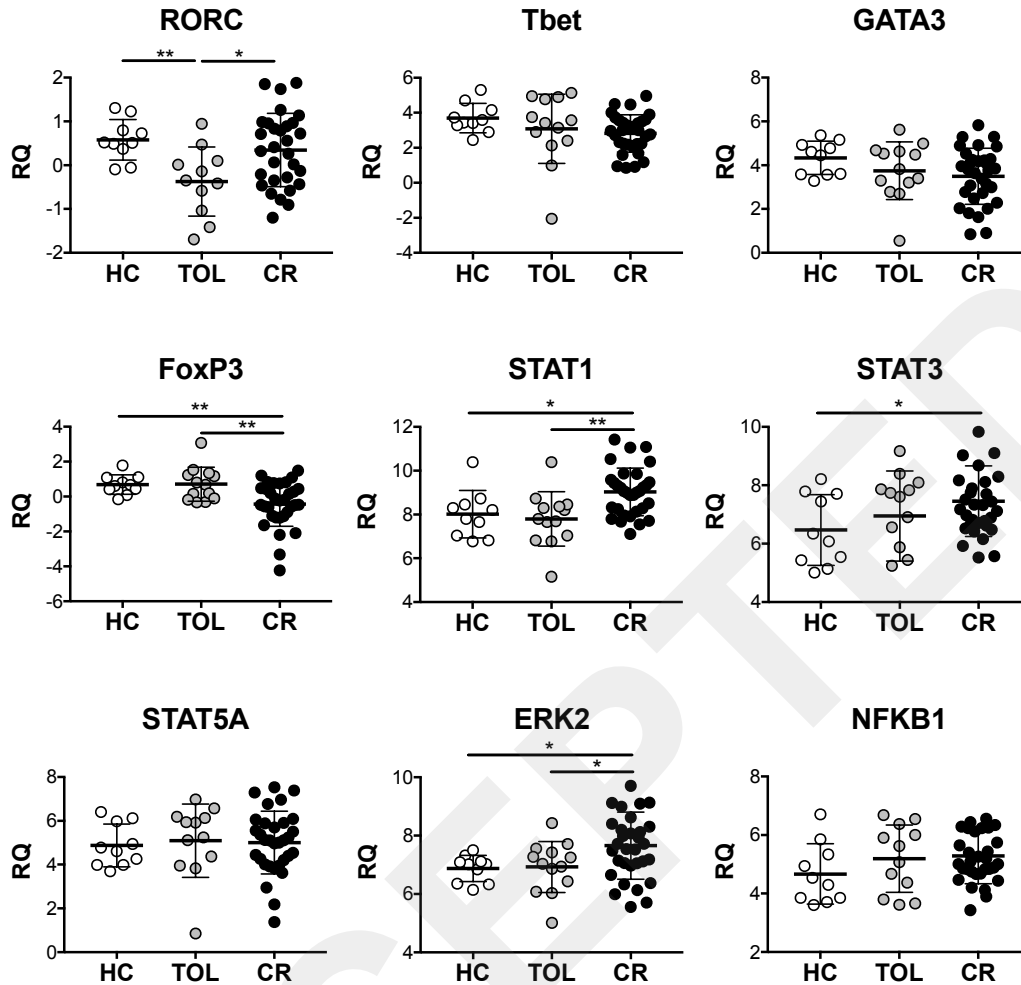 RORC Tbet GATA3
** *
RQ
2
1
0
-1
-2
HC TOL CR
RQ
6
4
2
0
-2
-4
HC TOL CR
RQ
8
6
4
2
0
HC TOL CR
FoxP3 STAT1 STAT3
**
**
RQ
4
2
0
-2
-4
-6
HC TOL CR
*
**
RQ
12
10
8
6
4
HC TOL CR
*
RQ
10
8
6
4
HC TOL CR
STAT5A ERK2 NFKB1
RQ
8
6
4
2
0
HC TOL CR
*
*
RQ
10
8
6
4
HC TOL CR
RQ
8
6
4
2
HC TOL CR